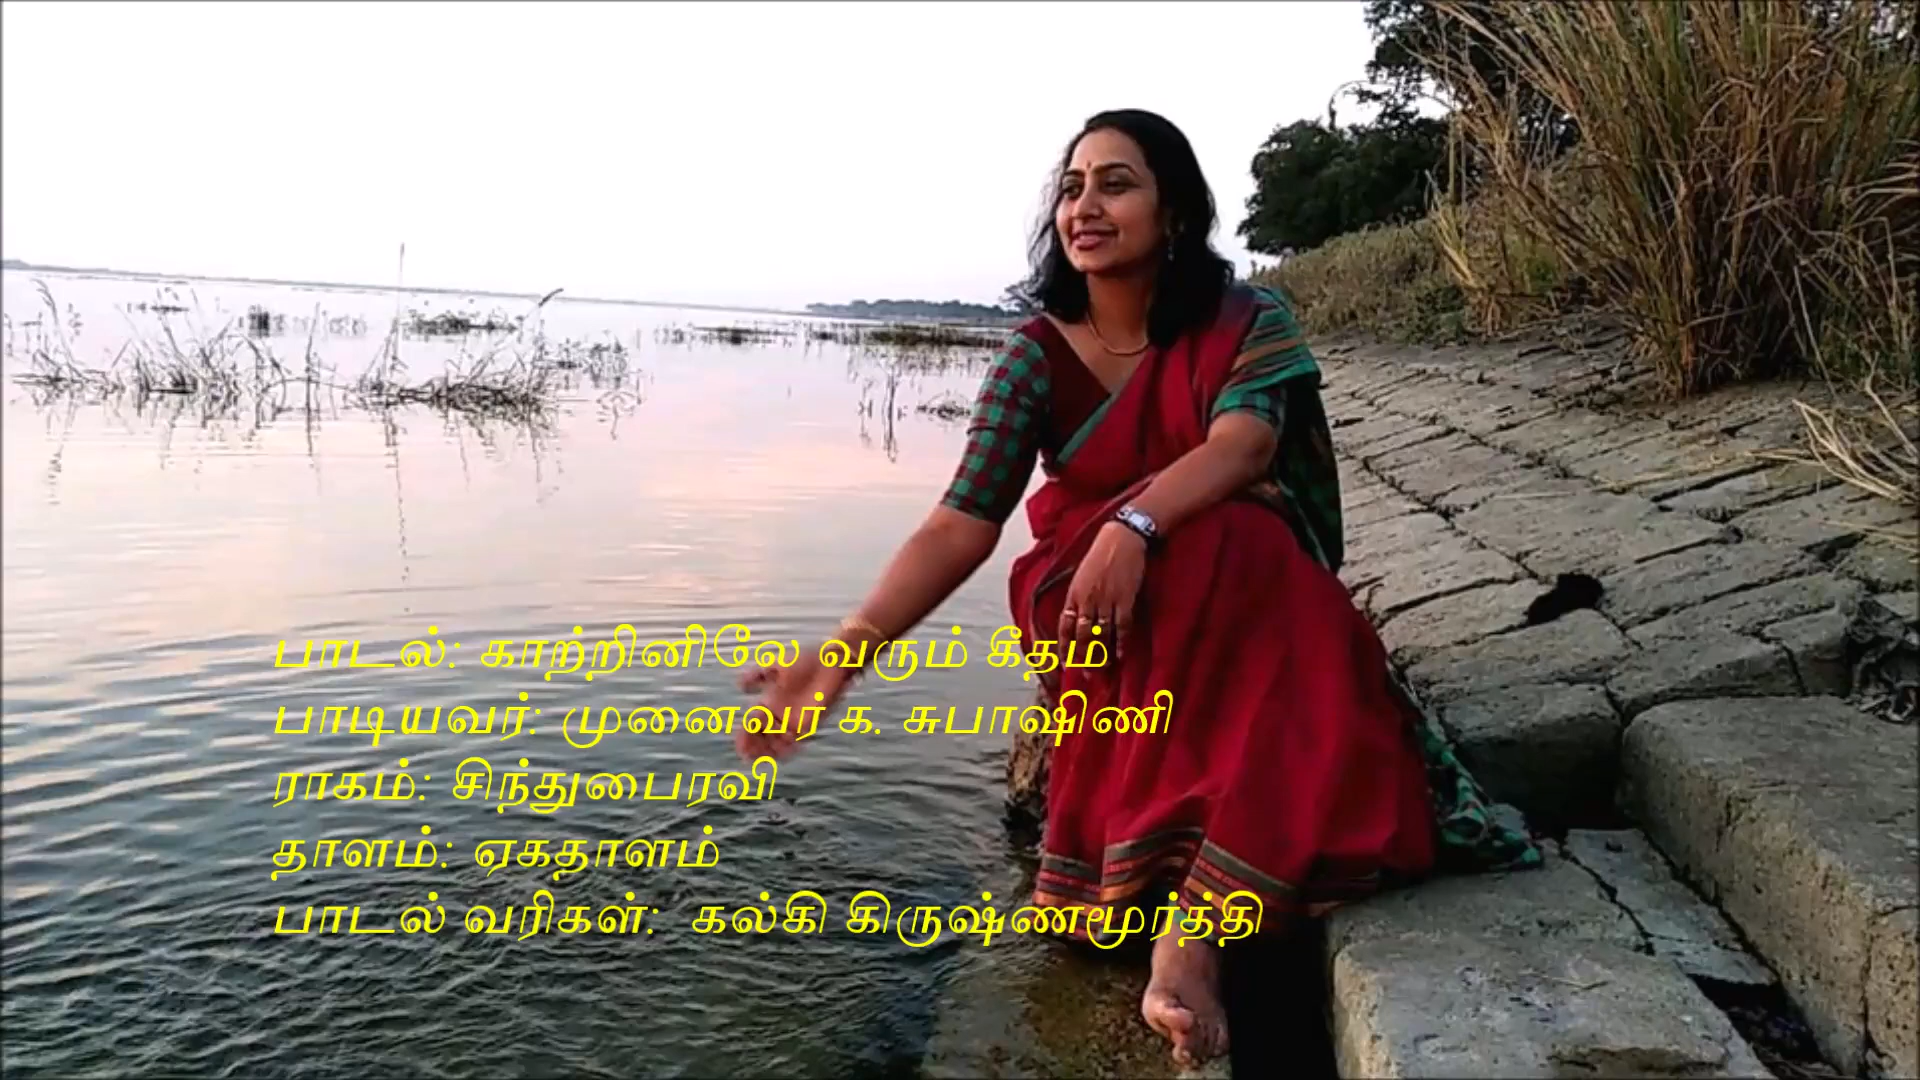 பாடல்: காற்றினிலே வரும் கீதம்
பாடியவர்: முனைவர் க. சுபாஷிணி
ராகம்: சிந்துபைரவி
தாளம்: ஏகதாளம்
பாடல் வரிகள்: கல்கி கிருஷ்ணமூர்த்தி